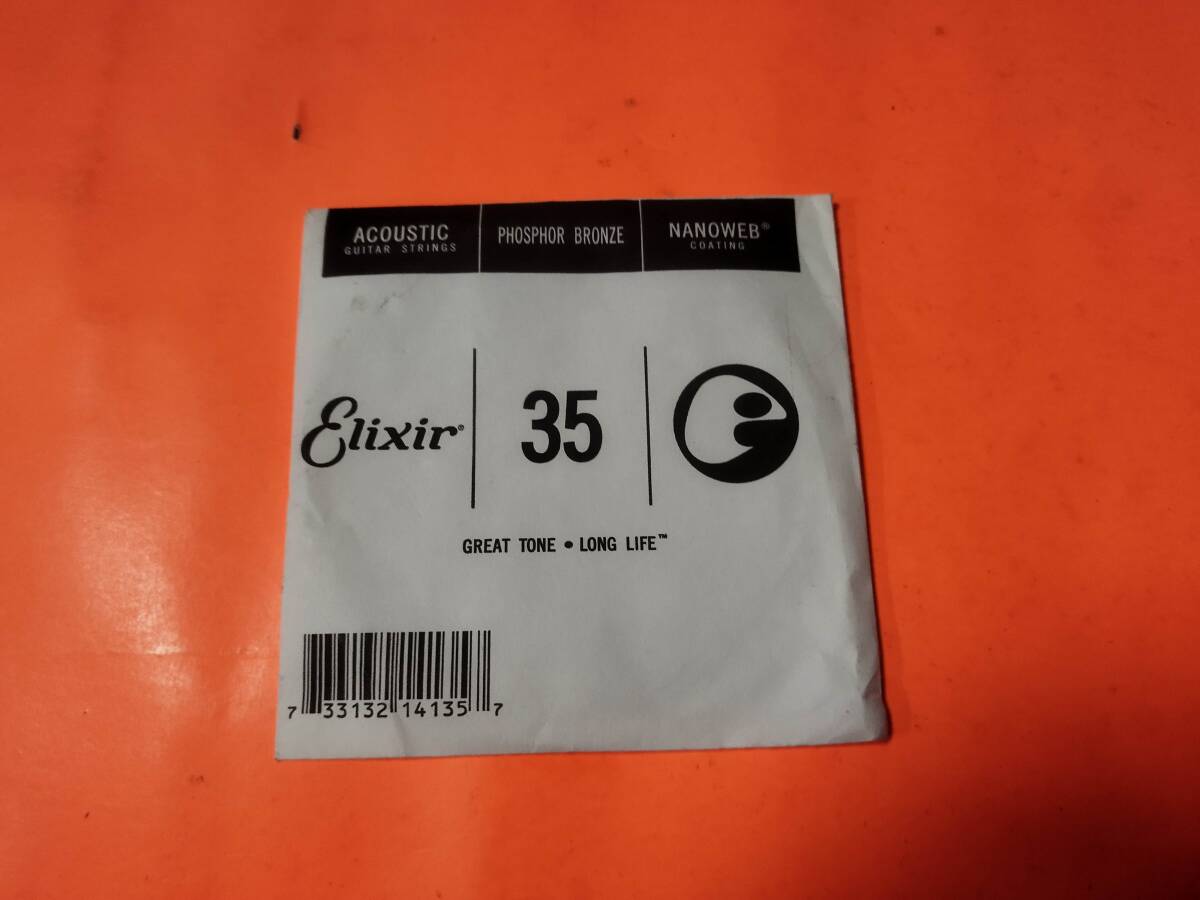 ACOUSTIC
GUITAR STRINGS
PHOSPHOR BRONZE
NANOWEB®
COATING
Elixir®
35
GREAT TONE • LONG LIFE™
7 33132 14135 7